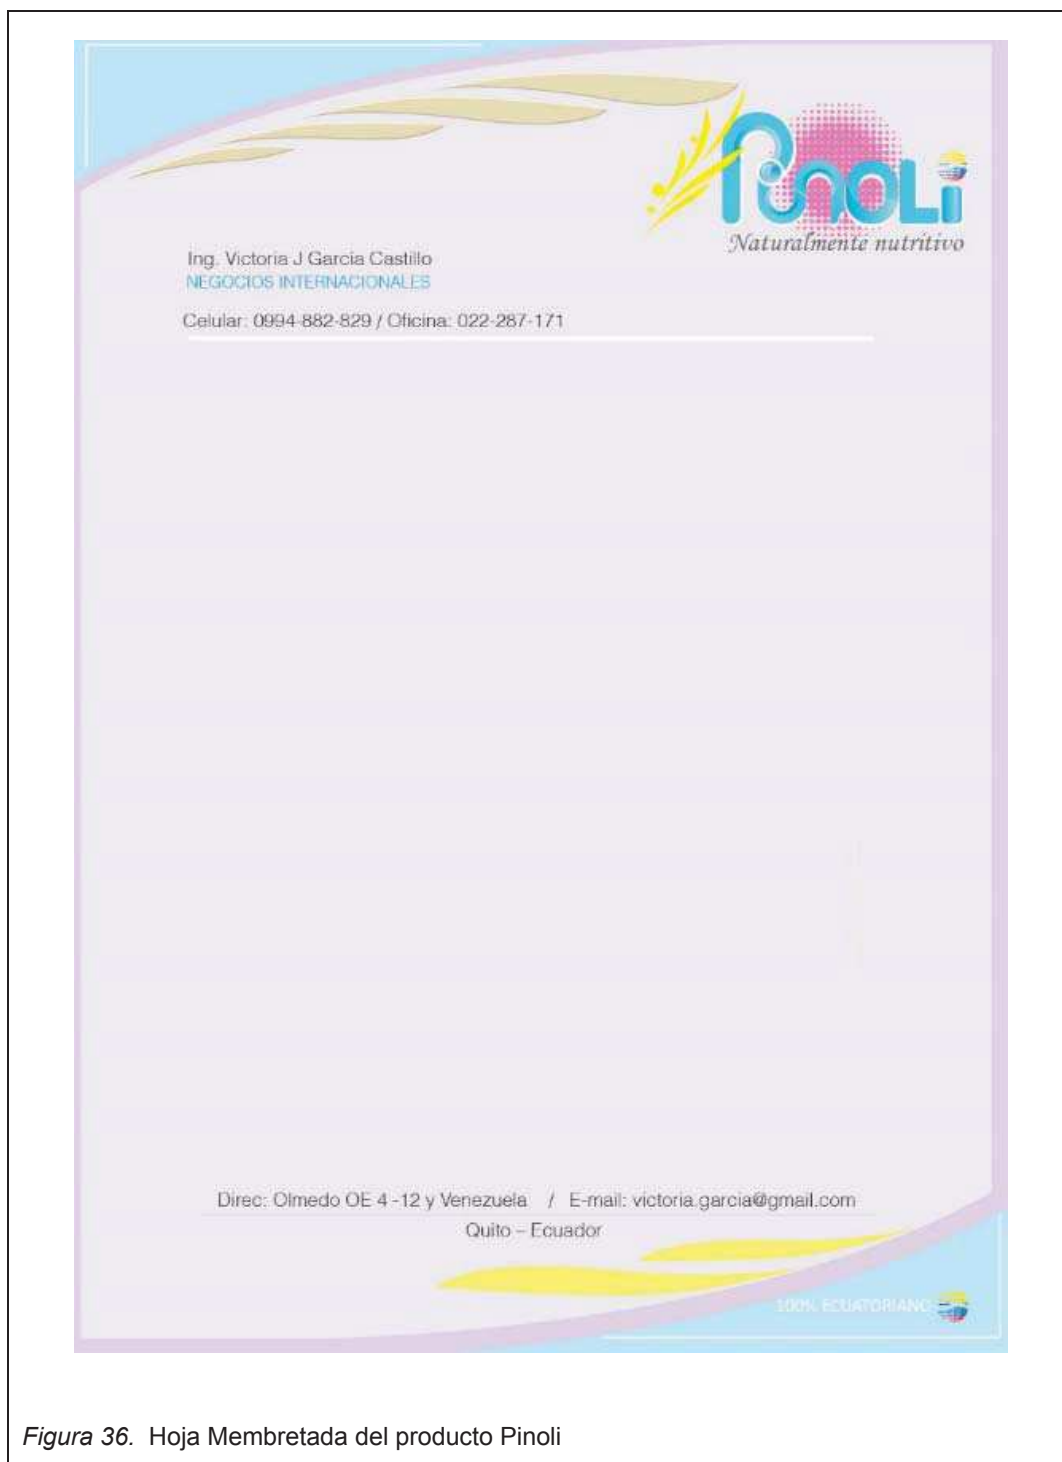 Pinoli
Naturalmente nutritivo
Ing. Victoria J Garcia Castillo
NEGOCIOS INTERNACIONALES
Celular: 0994-882-829 / Oficina: 022-287-171
Direc: Olmedo OE 4 -12 y Venezuela / E-mail: victoria.garcia@gmail.com
Quito – Ecuador
100% ECUATORIANO
Figura 36. Hoja Membretada del producto Pinoli